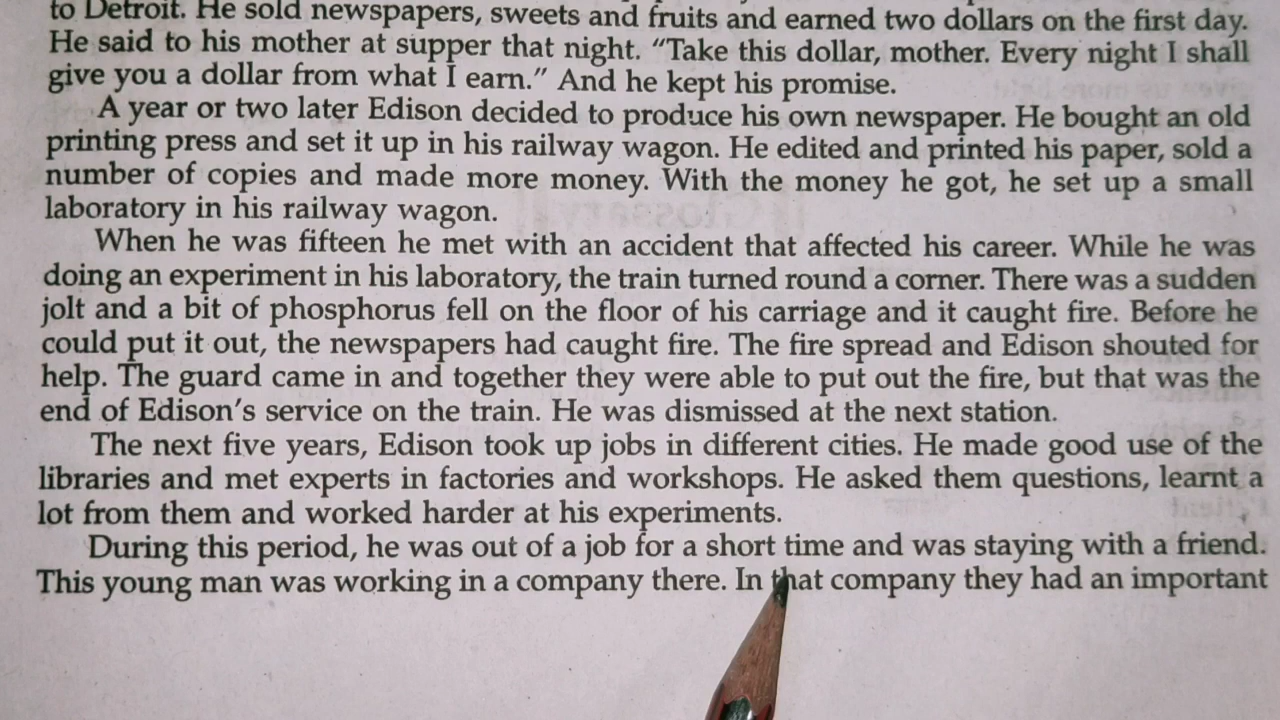 to Detroit. He sold newspapers, sweets and fruits and earned two dollars on the first day.
He said to his mother at supper that night. “Take this dollar, mother. Every night I shall
give you a dollar from what I earn.” And he kept his promise.
A year or two later Edison decided to produce his own newspaper. He bought an old
printing press and set it up in his railway wagon. He edited and printed his paper, sold a
number of copies and made more money. With the money he got, he set up a small
laboratory in his railway wagon.
When he was fifteen he met with an accident that affected his career. While he was
doing an experiment in his laboratory, the train turned round a corner. There was a sudden
jolt and a bit of phosphorus fell on the floor of his carriage and it caught fire. Before he
could put it out, the newspapers had caught fire. The fire spread and Edison shouted for
help. The guard came in and together they were able to put out the fire, but that was the
end of Edison’s service on the train. He was dismissed at the next station.
The next five years, Edison took up jobs in different cities. He made good use of the
libraries and met experts in factories and workshops. He asked them questions, learnt a
lot from them and worked harder at his experiments.
During this period, he was out of a job for a short time and was staying with a friend.
This young man was working in a company there. In that company they had an important